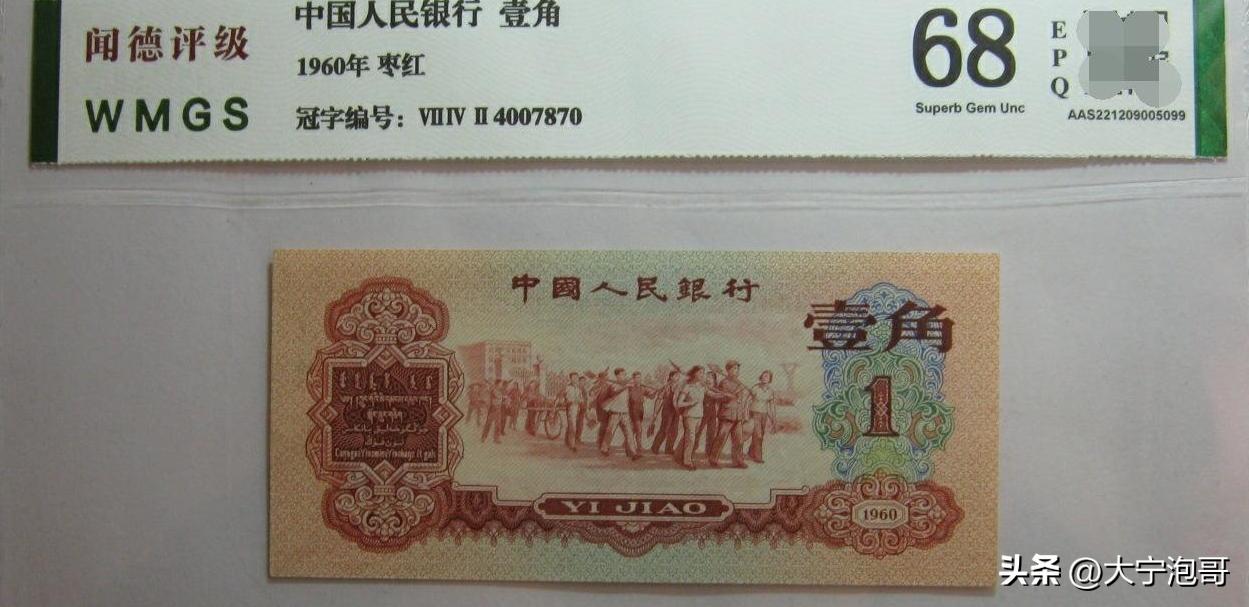 中国人民银行 壹角
闻德评级
1960年 枣红
WMGS
冠字编号：ⅦⅣⅡ4007870
68
Superb Gem Unc
E
P
Q
AAS221209005099
中國人民銀行
壹角
1
YI JIAO
1960
头条 @大宁泡哥